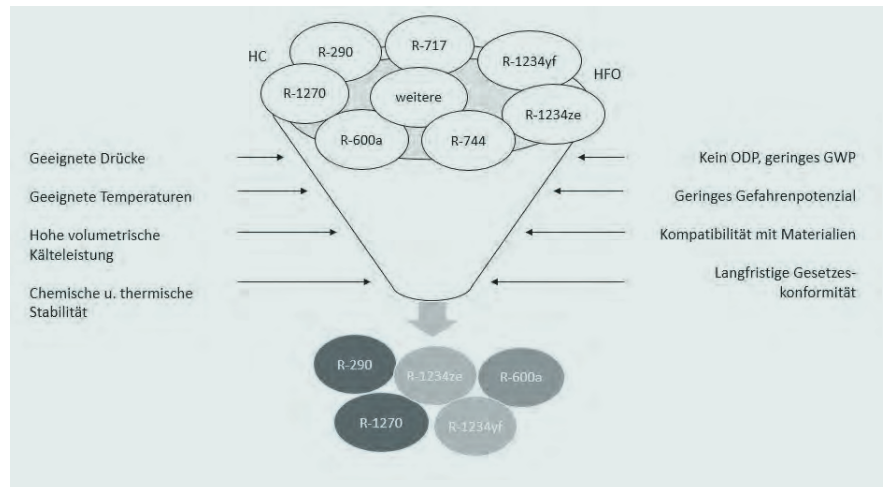 HC
R-290
R-717
R-1234yf
HFO
R-1270
weitere
R-1234ze
R-600a
R-744
Geeignete Drücke
Geeignete Temperaturen
Hohe volumetrische
Kälteleistung
Chemische u. thermische
Stabilität
Kein ODP, geringes GWP
Geringes Gefahrenpotenzial
Kompatibilität mit Materialien
Langfristige Gesetzes-
konformität
R-290
R-1234ze
R-600a
R-1270
R-1234yf